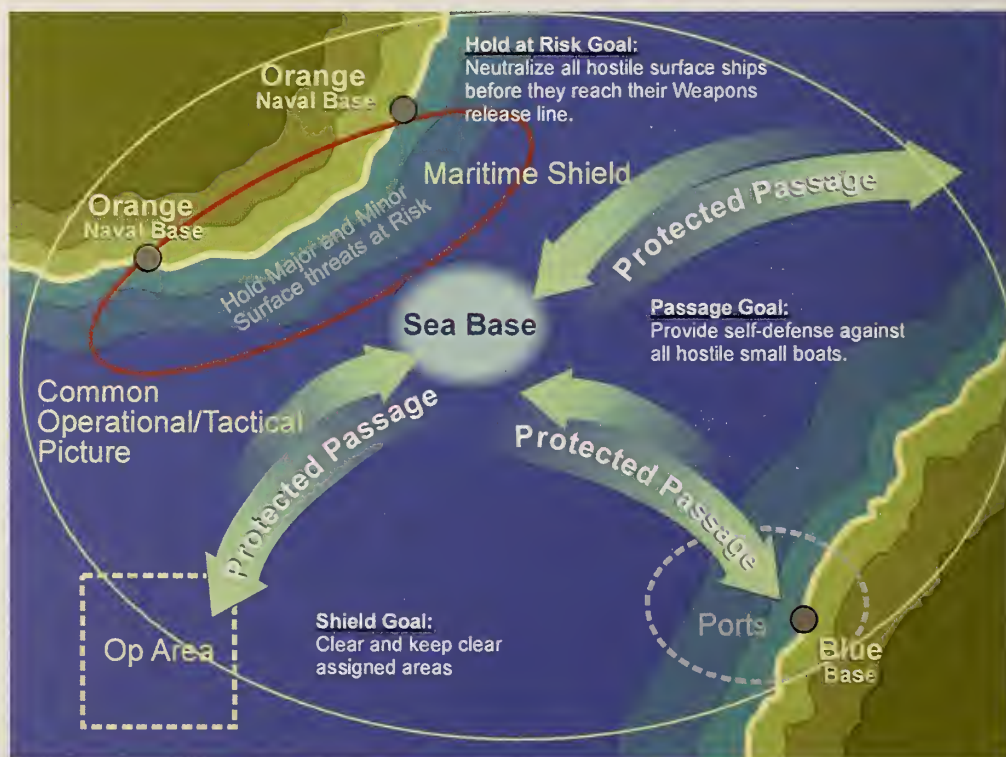 Hold at Risk Goal:
Neutralize all hostile surface ships
before they reach their Weapons
release line.
Orange
Naval Base
Maritime Shield
Protected Passage
Orange
Naval Base
Hold Major and Minor
Surface threats at Risk
Sea Base
Passage Goal:
Provide self-defense against
all hostile small boats.
Common
Operational/Tactical
Picture
Protected Passage
Protected Passage
Shield Goal:
Clear and keep clear
assigned areas
Op Area
Ports
Blue
Base